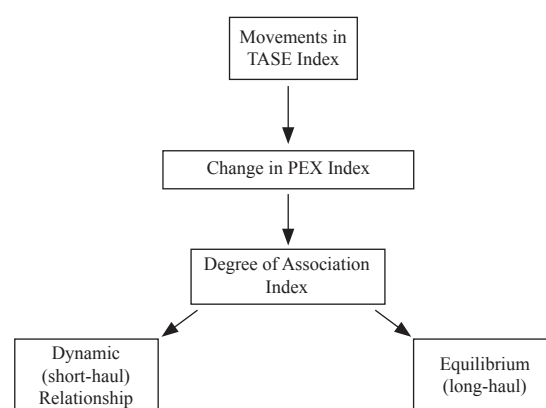 Movements in
TASE Index
Change in PEX Index
Degree of Association
Index
Dynamic
(short-haul)
Relationship
Equilibrium
(long-haul)